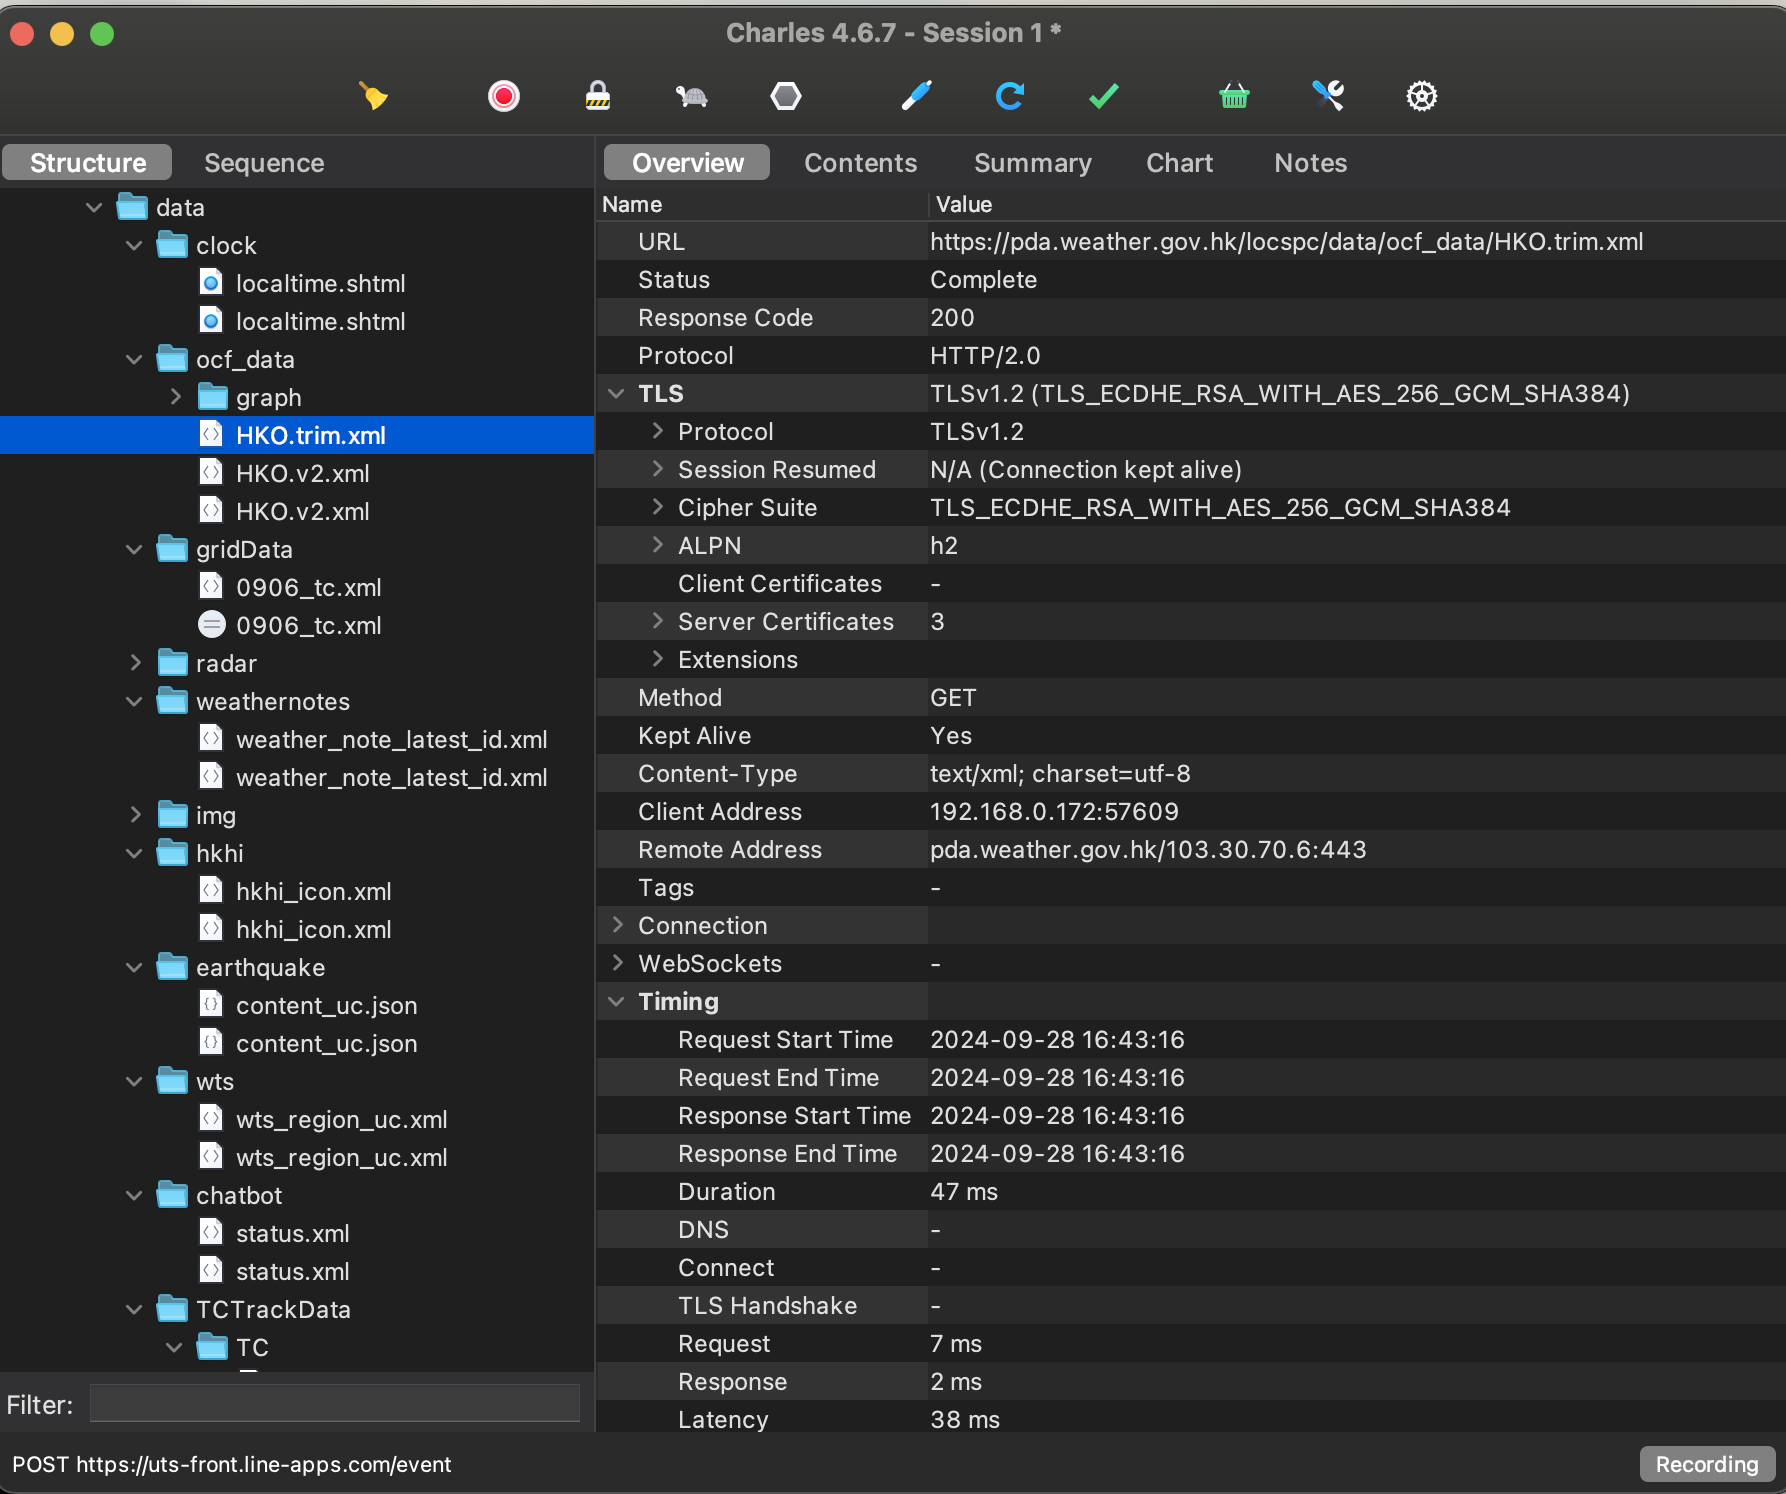 Charles 4.6.7 - Session 1 *
Structure
Sequence
data
clock
localtime.shtml
localtime.shtml
ocf_data
graph
HKO.trim.xml
HKO.v2.xml
HKO.v2.xml
gridData
0906_tc.xml
0906_tc.xml
radar
weathernotes
weather_note_latest_id.xml
weather_note_latest_id.xml
img
hkhi
hkhi_icon.xml
hkhi_icon.xml
earthquake
content_uc.json
content_uc.json
wts
wts_region_uc.xml
wts_region_uc.xml
chatbot
status.xml
status.xml
TCTrackData
TC
Filter:
Overview
Contents
Summary
Chart
Notes
Name Value
URL https://pda.weather.gov.hk/locspc/data/ocf_data/HKO.trim.xml
Status Complete
Response Code 200
Protocol HTTP/2.0
TLS TLSv1.2 (TLS_ECDHE_RSA_WITH_AES_256_GCM_SHA384)
Protocol TLSv1.2
Session Resumed N/A (Connection kept alive)
Cipher Suite TLS_ECDHE_RSA_WITH_AES_256_GCM_SHA384
ALPN h2
Client Certificates -
Server Certificates 3
Extensions
Method GET
Kept Alive Yes
Content-Type text/xml; charset=utf-8
Client Address 192.168.0.172:57609
Remote Address pda.weather.gov.hk/103.30.70.6:443
Tags -
Connection
WebSockets -
Timing
Request Start Time 2024-09-28 16:43:16
Request End Time 2024-09-28 16:43:16
Response Start Time 2024-09-28 16:43:16
Response End Time 2024-09-28 16:43:16
Duration 47 ms
DNS -
Connect -
TLS Handshake -
Request 7 ms
Response 2 ms
Latency 38 ms
POST https://uts-front.line-apps.com/event
Recording